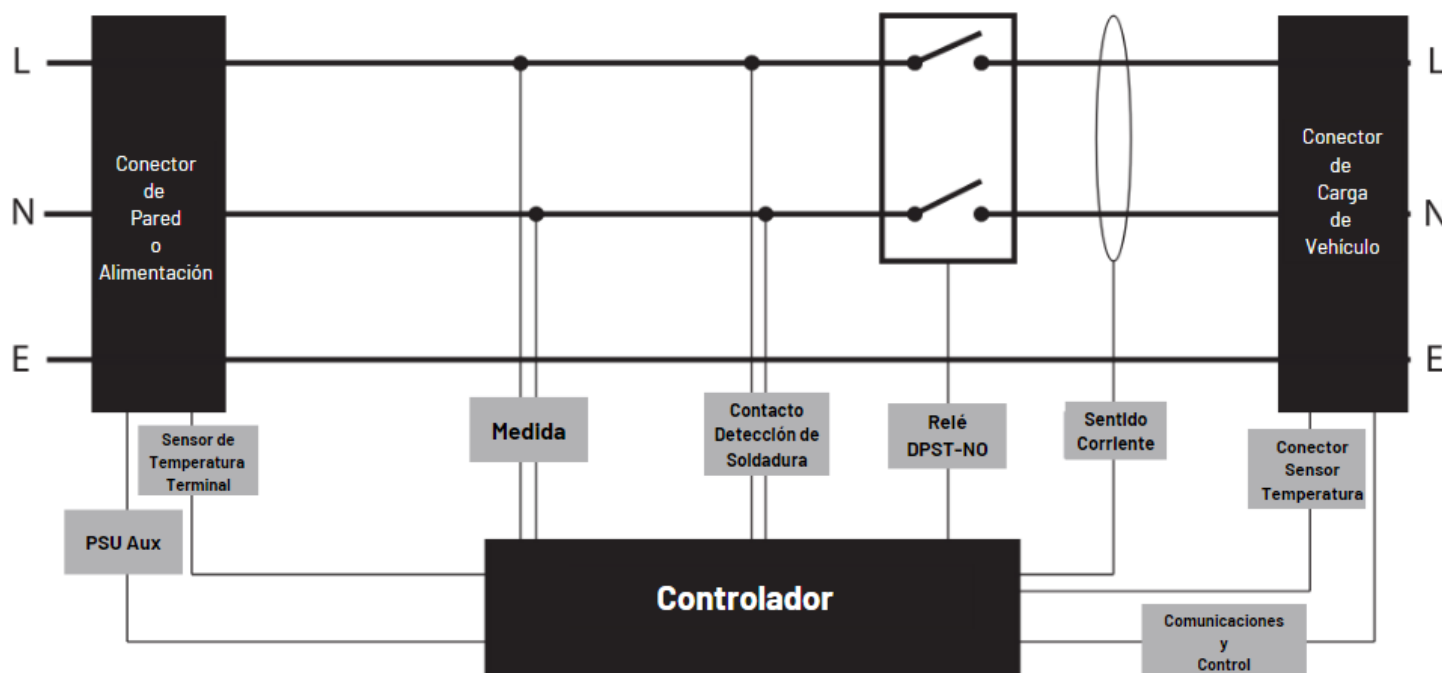 L
N
E
Conector
de
Pared
o
Alimentación
Sensor de
Temperatura
Terminal
PSU Aux
Medida
Contacto
Detección de
Soldadura
Relé
DPST-NO
Sentido
Corriente
Conector
de
Carga
de
Vehículo
L
N
E
Conector
Sensor
Temperatura
Controlador
Comunicaciones
y
Control